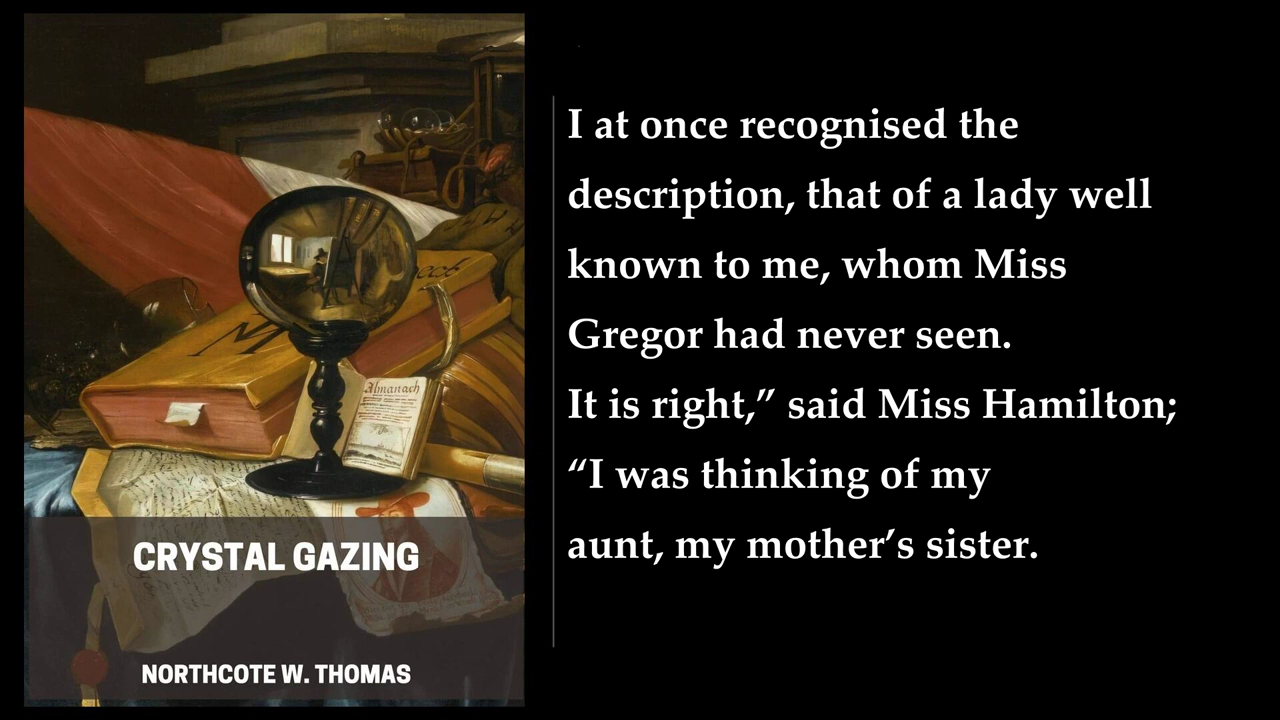 M
Almanach
CRYSTAL GAZING
NORTHCOTE W. THOMAS
I at once recognised the
description, that of a lady well
known to me, whom Miss
Gregor had never seen.
It is right,” said Miss Hamilton;
“I was thinking of my
aunt, my mother’s sister.